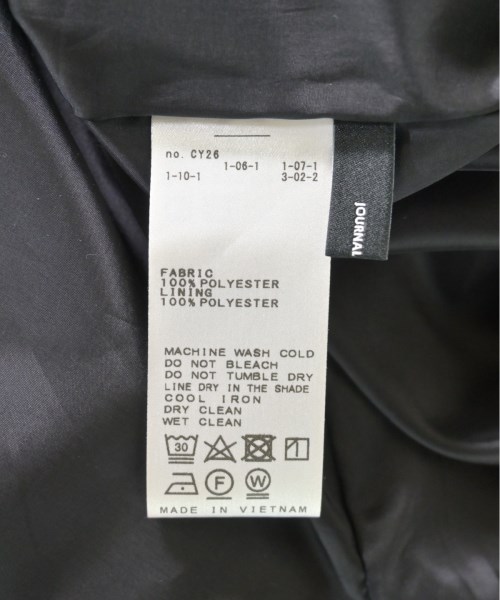 no. CY26
1-06-1 1-07-1
1-10-1 3-02-2
JOURNAL
FABRIC
100% POLYESTER
LINING
100% POLYESTER
MACHINE WASH COLD
DO NOT BLEACH
DO NOT TUMBLE DRY
LINE DRY IN THE SHADE
COOL IRON
DRY CLEAN
WET CLEAN
30
F W
MADE IN VIETNAM